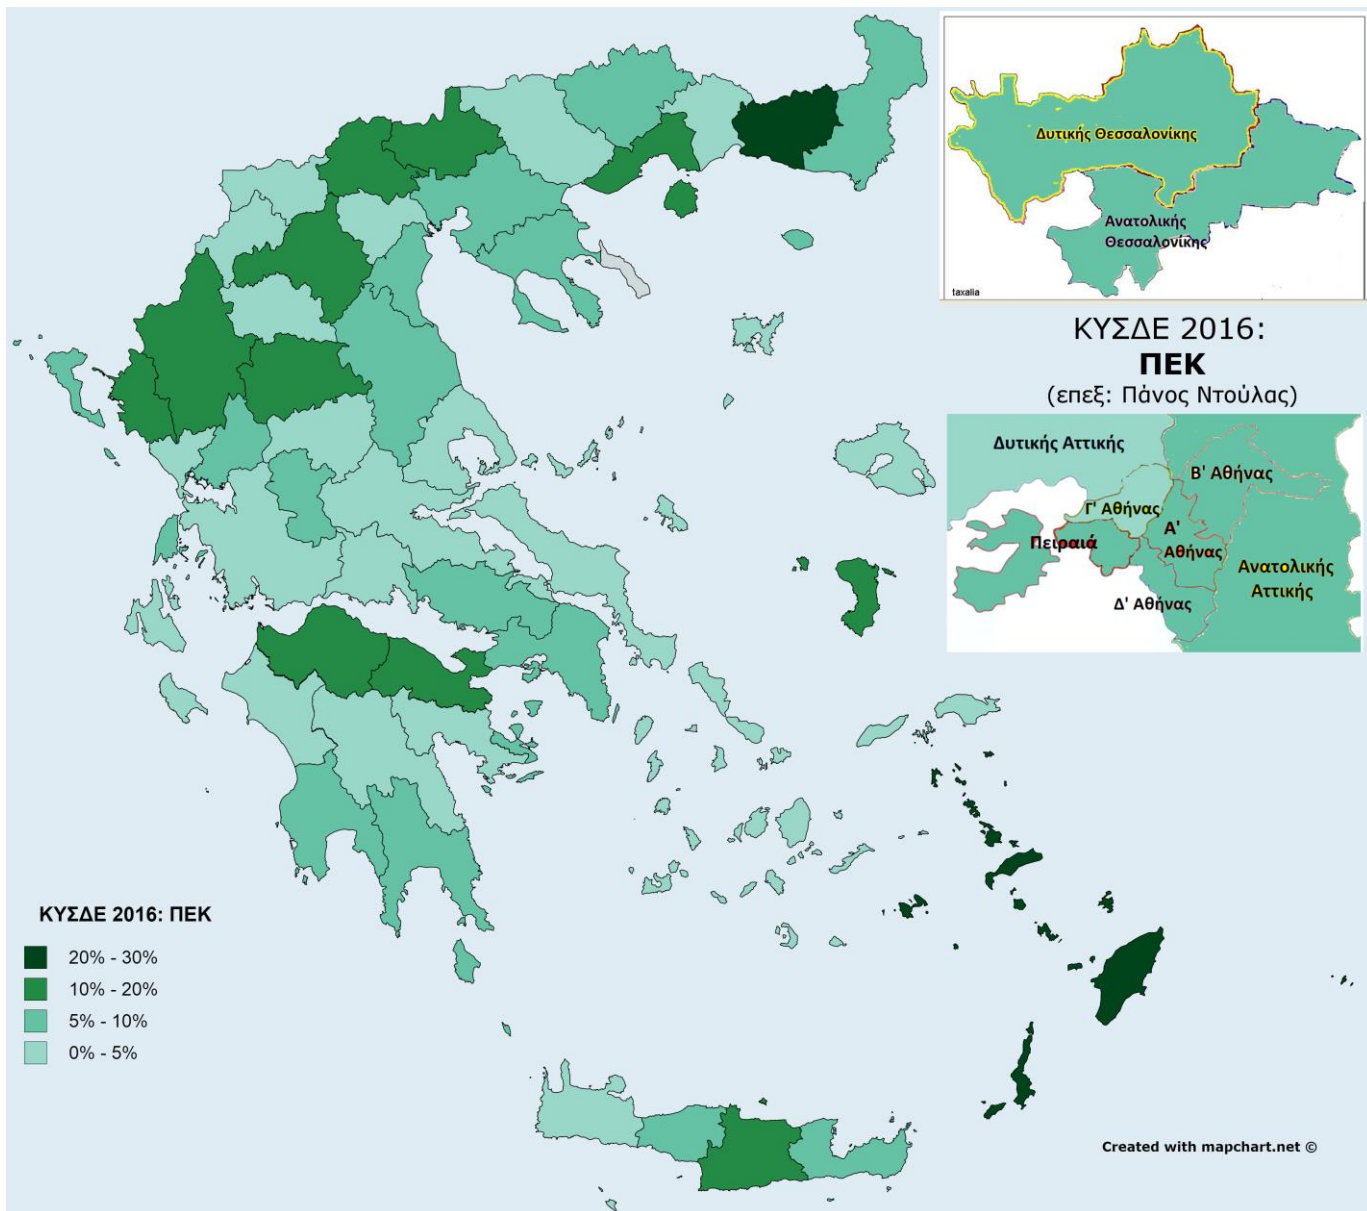 Δυτικής Θεσσαλονίκης
Ανατολικής
Θεσσαλονίκης
taxalia
ΚΥΣΔΕ 2016:
ΠΕΚ
(επεξ: Πάνος Ντούλας)
Δυτικής Αττικής
Β' Αθήνας
Γ' Αθήνας
Α'
Αθήνας
Πειραιά
Ανατολικής
Αττικής
Δ' Αθήνας
ΚΥΣΔΕ 2016: ΠΕΚ
20% - 30%
10% - 20%
5% - 10%
0% - 5%
Created with mapchart.net ©